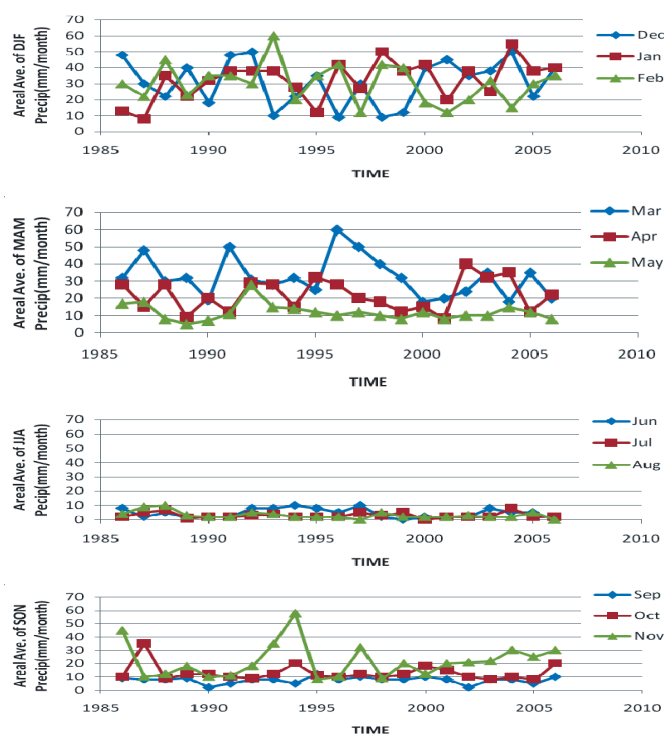 Areal Ave. of DJF
Precip(mm/month)
70
60
50
40
30
20
10
0
1985 1990 1995 2000 2005 2010
TIME
Dec
Jan
Feb
Areal Ave. of MAM
Precip(mm/month)
70
60
50
40
30
20
10
0
1985 1990 1995 2000 2005 2010
TIME
Mar
Apr
May
Areal Ave. of JJA
Pecip(mm/month)
70
60
50
40
30
20
10
0
1985 1990 1995 2000 2005 2010
TIME
Jun
Jul
Aug
Areal Ave. of SON
Precip(mm/month)
70
60
50
40
30
20
10
0
1985 1990 1995 2000 2005 2010
TIME
Sep
Oct
Nov